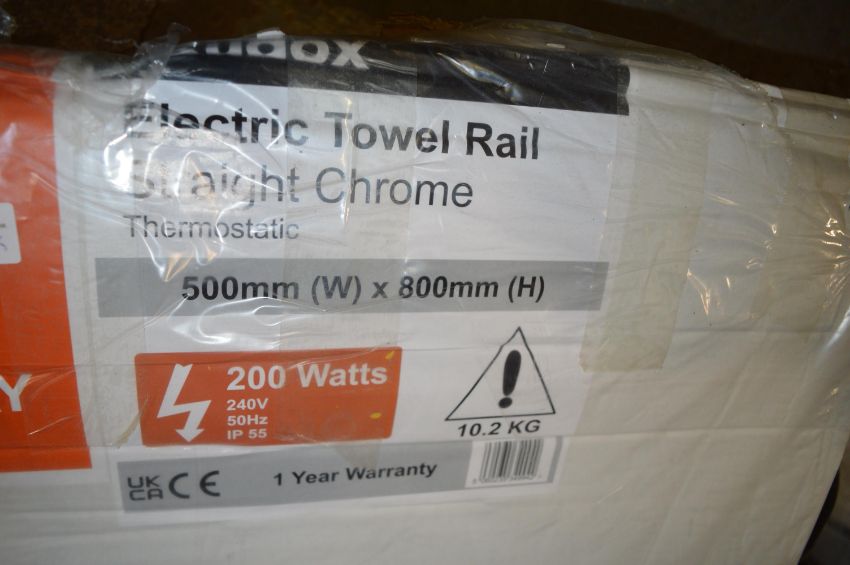 Electric Towel Rail
Straight Chrome
Thermostatic
500mm (W) x 800mm (H)
200 Watts
240V
50Hz
IP 55
10.2 KG
UK
CA CE
1 Year Warranty